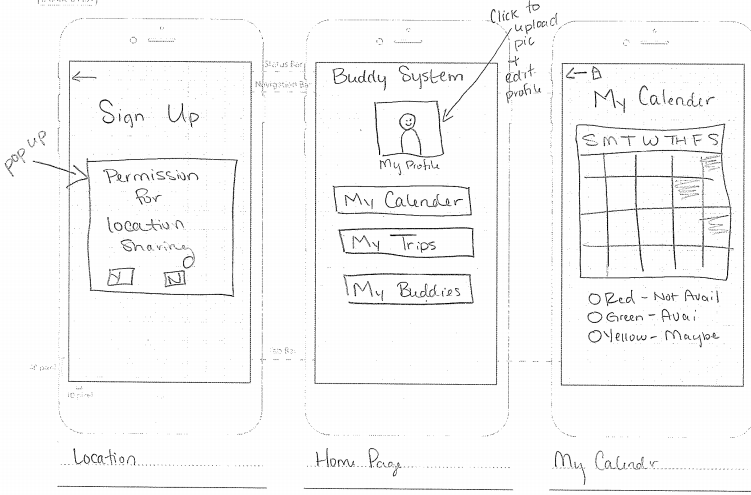 pop up
←
Sign Up
Permission
for
location
Sharing
Y N
Location
Status Bar
Navigation Bar
Click to
upload
pic
+
edit
profile
Buddy System
My Profile
My Calender
My Trips
My Buddies
Tab Bar
Home Page
←
My Calender
S M T W TH F S
Red - Not Avail
Green - Avai
Yellow - Maybe
My Calendr